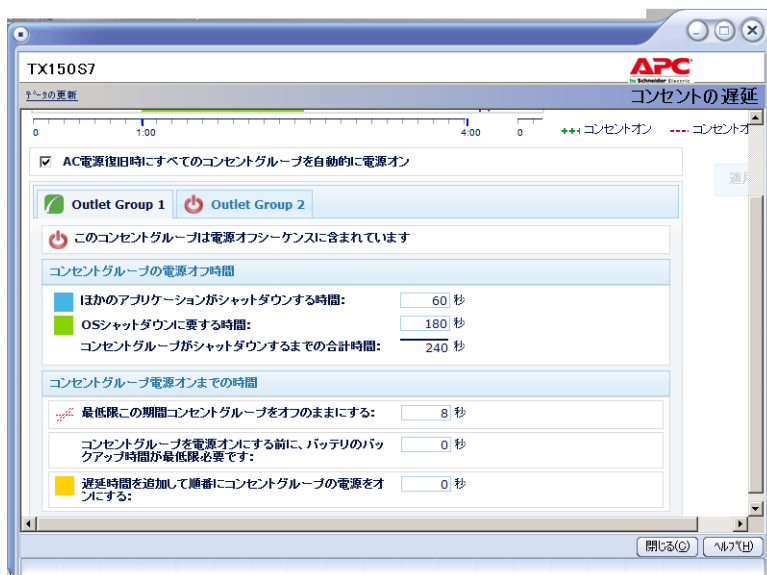 TX150S7
APC
by Schneider Electric
データの更新
コンセントの遅延
0 1:00 4:00 0
コンセントオン コンセントオ
AC電源復旧時にすべてのコンセントグループを自動的に電源オン
適用
Outlet Group 1 Outlet Group 2
このコンセントグループは電源オフシーケンスに含まれています
コンセントグループの電源オフ時間
ほかのアプリケーションがシャットダウンする時間: 60 秒
OSシャットダウンに要する時間: 180 秒
コンセントグループがシャットダウンするまでの合計時間: 240 秒
コンセントグループ電源オンまでの時間
最低限この期間コンセントグループをオフのままにする: 8 秒
コンセントグループを電源オンにする前に、バッテリのバッ 0 秒
クアップ時間が最低限必要です:
遅延時間を追加して順番にコンセントグループの電源をオ 0 秒
ンにする:
閉じる(C) ヘルプ(H)